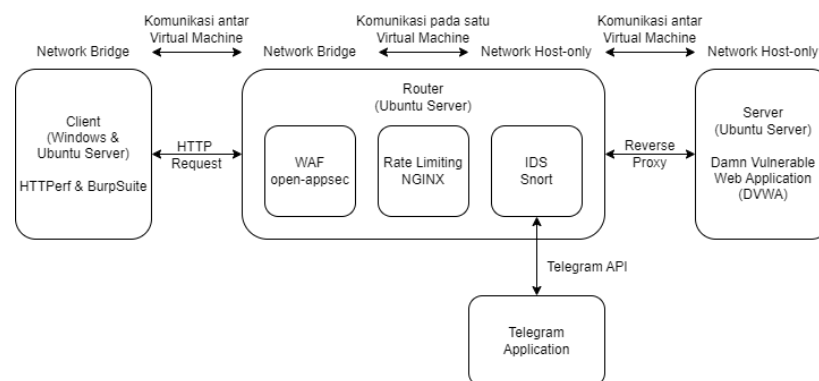 Komunikasi antar
Virtual Machine
Komunikasi pada satu
Virtual Machine
Komunikasi antar
Virtual Machine
Network Bridge
Network Bridge
Network Host-only
Network Host-only
Client
(Windows &
Ubuntu Server)
HTTPerf & BurpSuite
HTTP
Request
Router
(Ubuntu Server)
WAF
open-appsec
Rate Limiting
NGINX
IDS
Snort
Reverse
Proxy
Server
(Ubuntu Server)
Damn Vulnerable
Web Application
(DVWA)
Telegram API
Telegram
Application